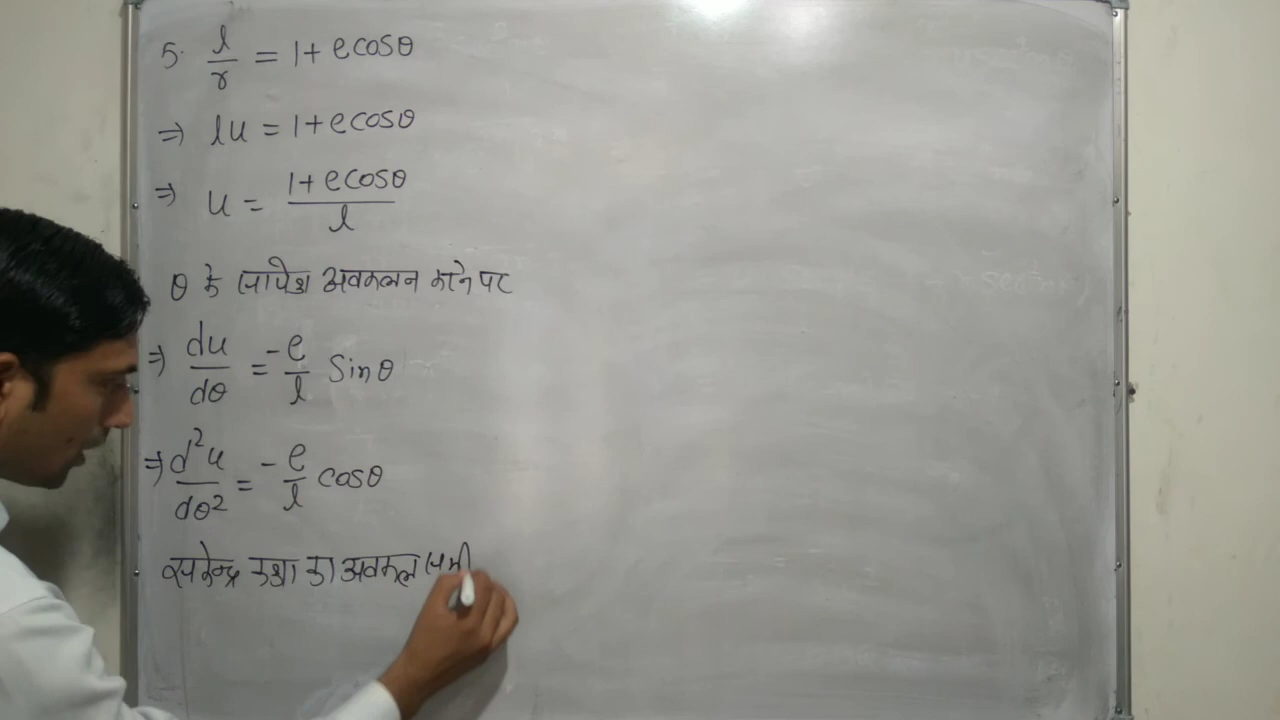 5. l/r = 1 + e cosθ
⇒ lu = 1 + e cosθ
⇒ u = (1 + e cosθ)/l
θ के सापेक्ष अवकलन करने पर
⇒ du/dθ = -e/l Sinθ
⇒ d²u/dθ² = -e/l cosθ
संकेन्द्र कक्षा का अवकल समी